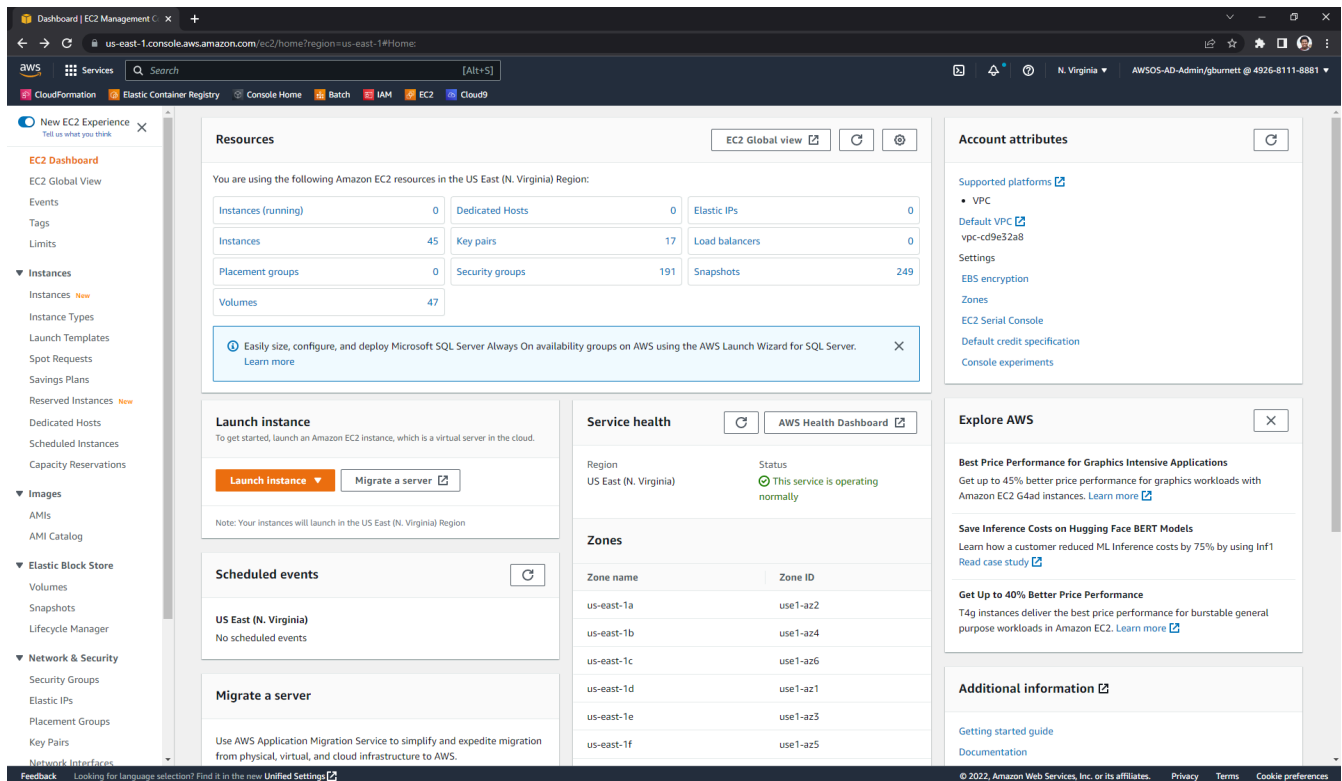 Dashboard | EC2 Management C
us-east-1.console.aws.amazon.com/ec2/home?region=us-east-1#Home:
aws
Services
Search
[Alt+S]
N. Virginia
AWSOS-AD-Admin/gburnett @ 4926-8111-8881
CloudFormation
Elastic Container Registry
Console Home
Batch
IAM
EC2
Cloud9
New EC2 Experience
Tell us what you think
EC2 Dashboard
EC2 Global View
Events
Tags
Limits
Instances
Instances New
Instance Types
Launch Templates
Spot Requests
Savings Plans
Reserved Instances New
Dedicated Hosts
Scheduled Instances
Capacity Reservations
Images
AMIs
AMI Catalog
Elastic Block Store
Volumes
Snapshots
Lifecycle Manager
Network & Security
Security Groups
Elastic IPs
Placement Groups
Key Pairs
Network Interfaces
Resources
EC2 Global view
You are using the following Amazon EC2 resources in the US East (N. Virginia) Region:
Instances (running) 0
Dedicated Hosts 0
Elastic IPs 0
Instances 45
Key pairs 17
Load balancers 0
Placement groups 0
Security groups 191
Snapshots 249
Volumes 47
Easily size, configure, and deploy Microsoft SQL Server Always On availability groups on AWS using the AWS Launch Wizard for SQL Server.
Learn more
Launch instance
To get started, launch an Amazon EC2 instance, which is a virtual server in the cloud.
Launch instance
Migrate a server
Note: Your instances will launch in the US East (N. Virginia) Region
Scheduled events
US East (N. Virginia)
No scheduled events
Migrate a server
Use AWS Application Migration Service to simplify and expedite migration
from physical, virtual, and cloud infrastructure to AWS.
Service health
AWS Health Dashboard
Region
US East (N. Virginia)
Status
This service is operating
normally
Zones
Zone name Zone ID
us-east-1a use1-az2
us-east-1b use1-az4
us-east-1c use1-az6
us-east-1d use1-az1
us-east-1e use1-az3
us-east-1f use1-az5
Account attributes
Supported platforms
• VPC
Default VPC
vpc-cd9e32a8
Settings
EBS encryption
Zones
EC2 Serial Console
Default credit specification
Console experiments
Explore AWS
Best Price Performance for Graphics Intensive Applications
Get up to 45% better price performance for graphics workloads with
Amazon EC2 G4ad instances. Learn more
Save Inference Costs on Hugging Face BERT Models
Learn how a customer reduced ML Inference costs by 75% by using Inf1
Read case study
Get Up to 40% Better Price Performance
T4g instances deliver the best price performance for burstable general
purpose workloads in Amazon EC2. Learn more
Additional information
Getting started guide
Documentation
Feedback
Looking for language selection? Find it in the new Unified Settings
© 2022, Amazon Web Services, Inc. or its affiliates.
Privacy
Terms
Cookie preferences